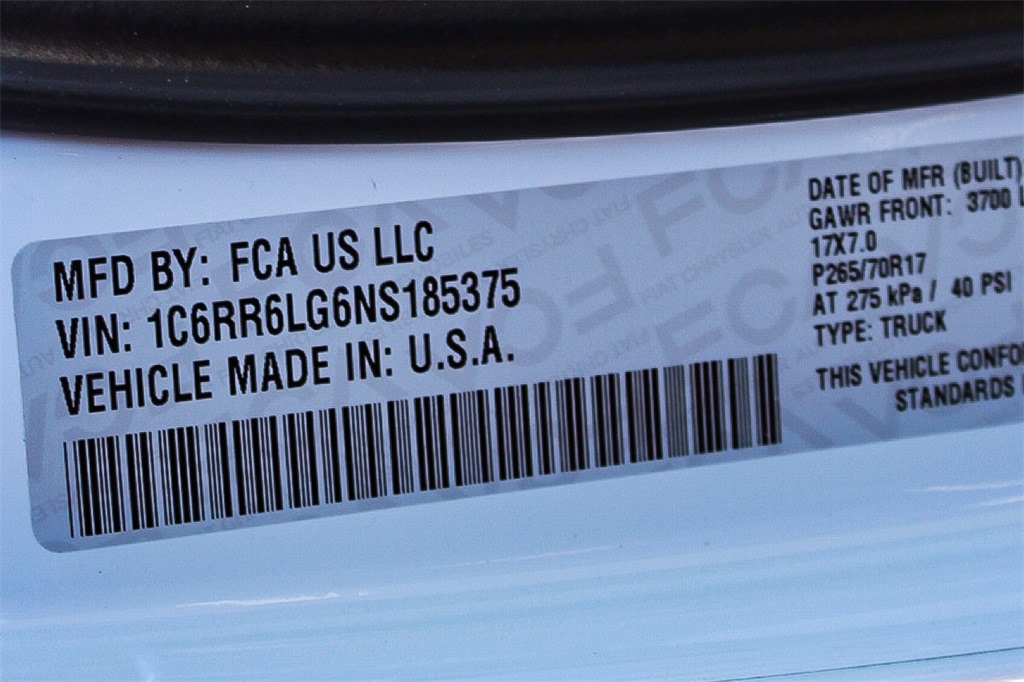 MFD BY: FCA US LLC
VIN: 1C6RR6LG6NS185375
VEHICLE MADE IN: U.S.A.
DATE OF MFR (BUILT)
GAWR FRONT: 3700 L
17X7.0
P265/70R17
AT 275 kPa / 40 PSI
TYPE: TRUCK
THIS VEHICLE CONFO
STANDARDS